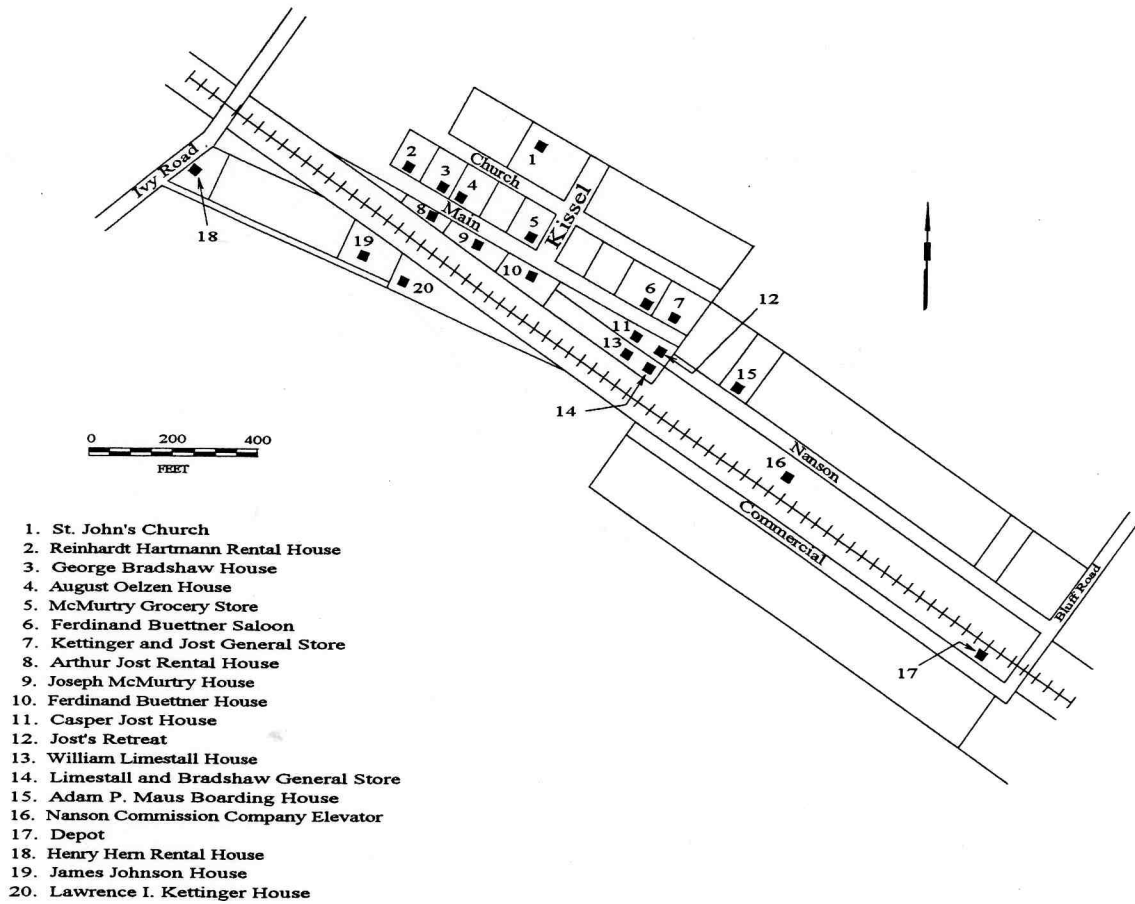 1
2
Church
3
4
Kissel
Ivy Road
Main
8
5
18
9
19
10
20
6
7
12
11
13
15
14
Nanson
16
0 200 400
FEET
Commercial
Bluff Road
17
1. St. John's Church
2. Reinhardt Hartmann Rental House
3. George Bradshaw House
4. August Oelzen House
5. McMurtry Grocery Store
6. Ferdinand Buettner Saloon
7. Kettinger and Jost General Store
8. Arthur Jost Rental House
9. Joseph McMurtry House
10. Ferdinand Buettner House
11. Casper Jost House
12. Jost's Retreat
13. William Limestall House
14. Limestall and Bradshaw General Store
15. Adam P. Maus Boarding House
16. Nanson Commission Company Elevator
17. Depot
18. Henry Hern Rental House
19. James Johnson House
20. Lawrence I. Kettinger House